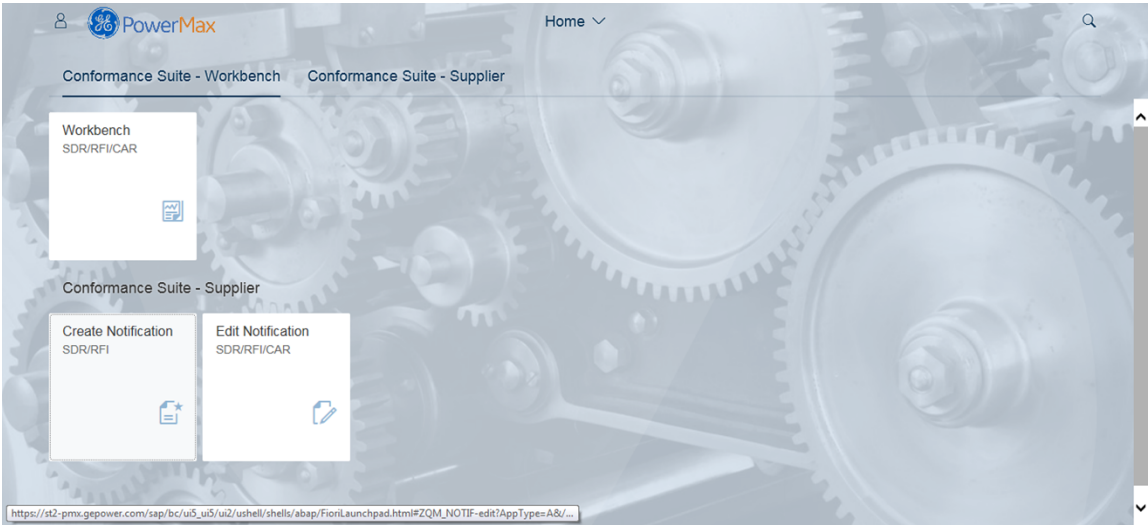 GE PowerMax
Home
Conformance Suite - Workbench Conformance Suite - Supplier
Workbench
SDR/RFI/CAR
Conformance Suite - Supplier
Create Notification Edit Notification
SDR/RFI SDR/RFI/CAR
https://st2-pmx.gepower.com/sap/bc/ui5_ui5/ui2/ushell/shells/abap/FioriLaunchpad.html#ZQM_NOTIF-edit?AppType=A&/...